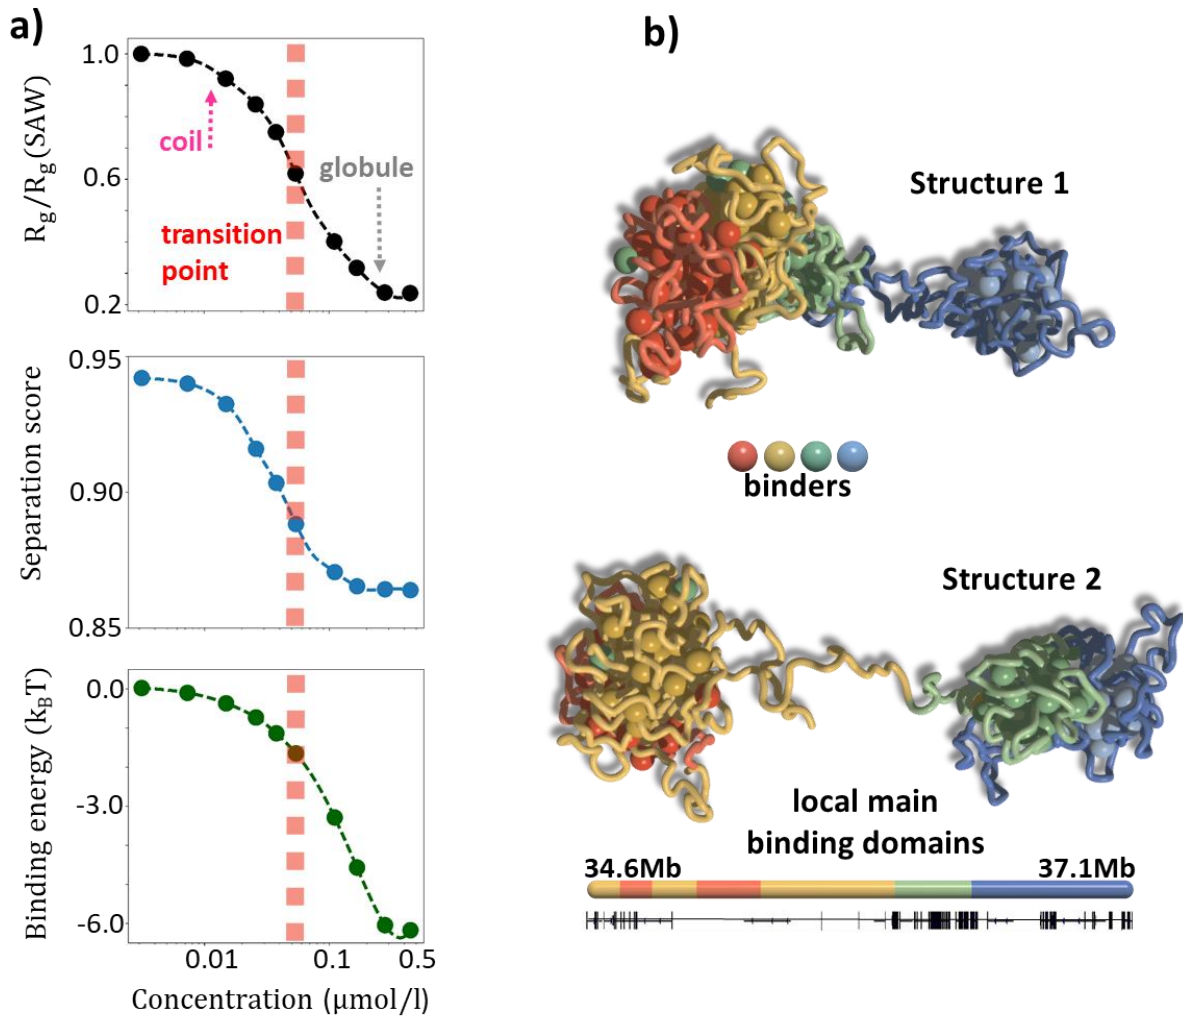 a)
R_g/R_g(SAW)
1.0
0.6
0.2
coil
globule
transition
point
Separation score
0.95
0.90
0.85
Binding energy (k_BT)
0.0
-3.0
-6.0
0.01
0.1
0.5
Concentration (μmol/l)
b)
Structure 1
binders
Structure 2
local main
binding domains
34.6Mb
37.1Mb